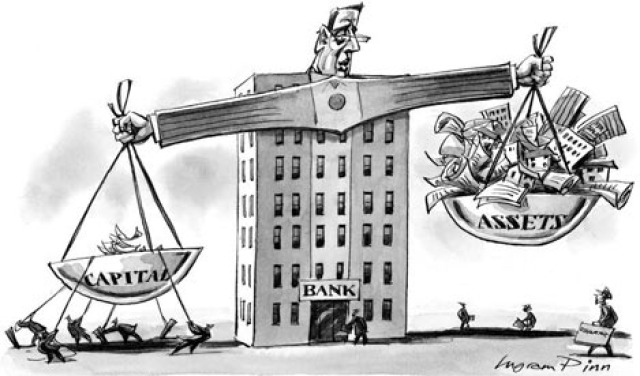 CAPITAL
ASSETS
BANK
Ingram Pinn